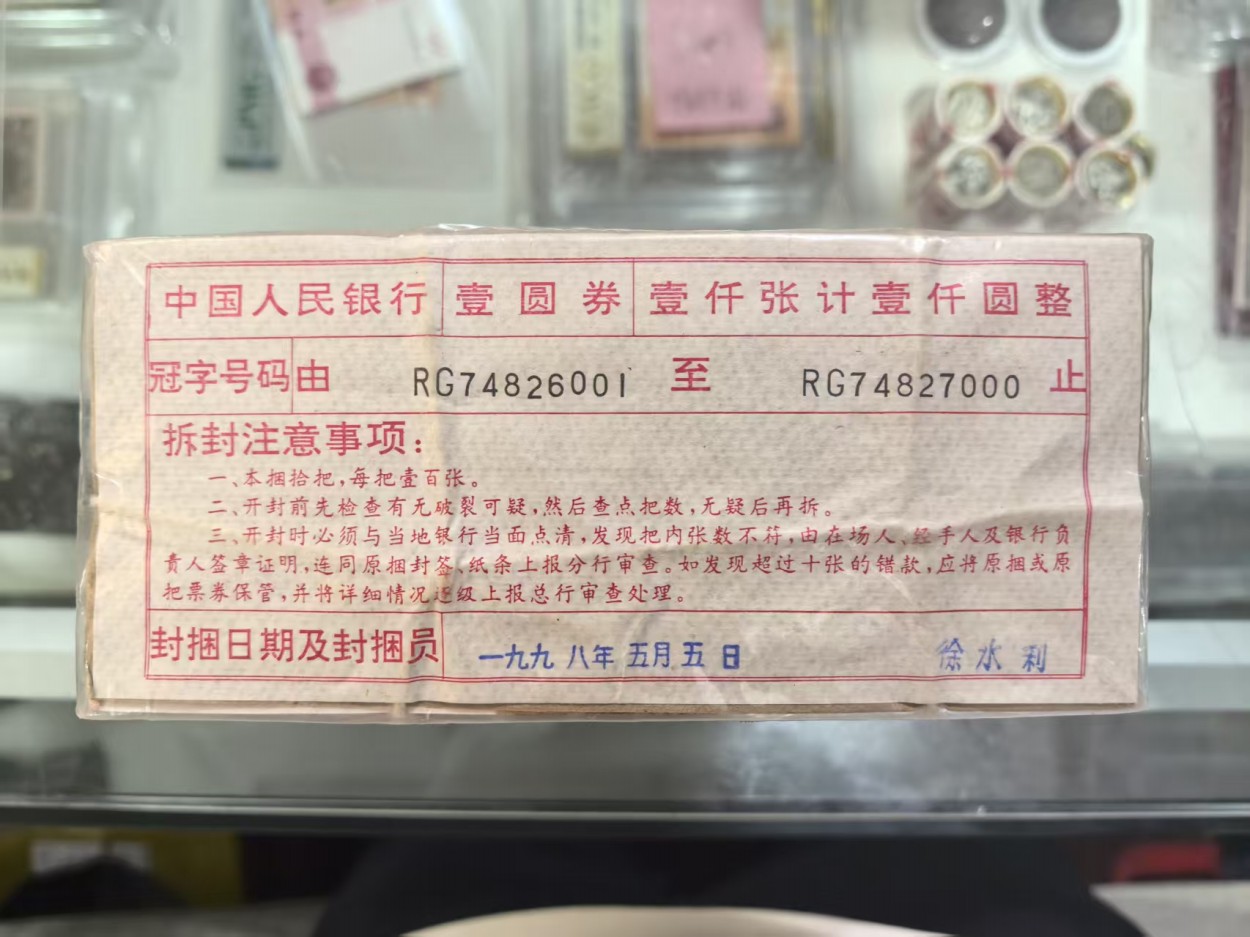 中国人民银行 壹圆券 壹仟张计壹仟圆整
冠字号码 由 RG74826001 至 RG74827000 止
拆封注意事项：
一、本捆拾把，每把壹百张。
二、开封前先检查有无破裂可疑，然后查点把数，无疑后再拆。
三、开封时必须与当地银行当面点清，发现把内张数不符，由在场人、经手人及银行负
责人签章证明，连同原捆封签、纸条上报分行审查。如发现超过十张的错款，应将原捆或原
把票券保管，并将详细情况逐级上报总行审查处理。
封捆日期及封捆员 一九九八年五月五日 徐水利